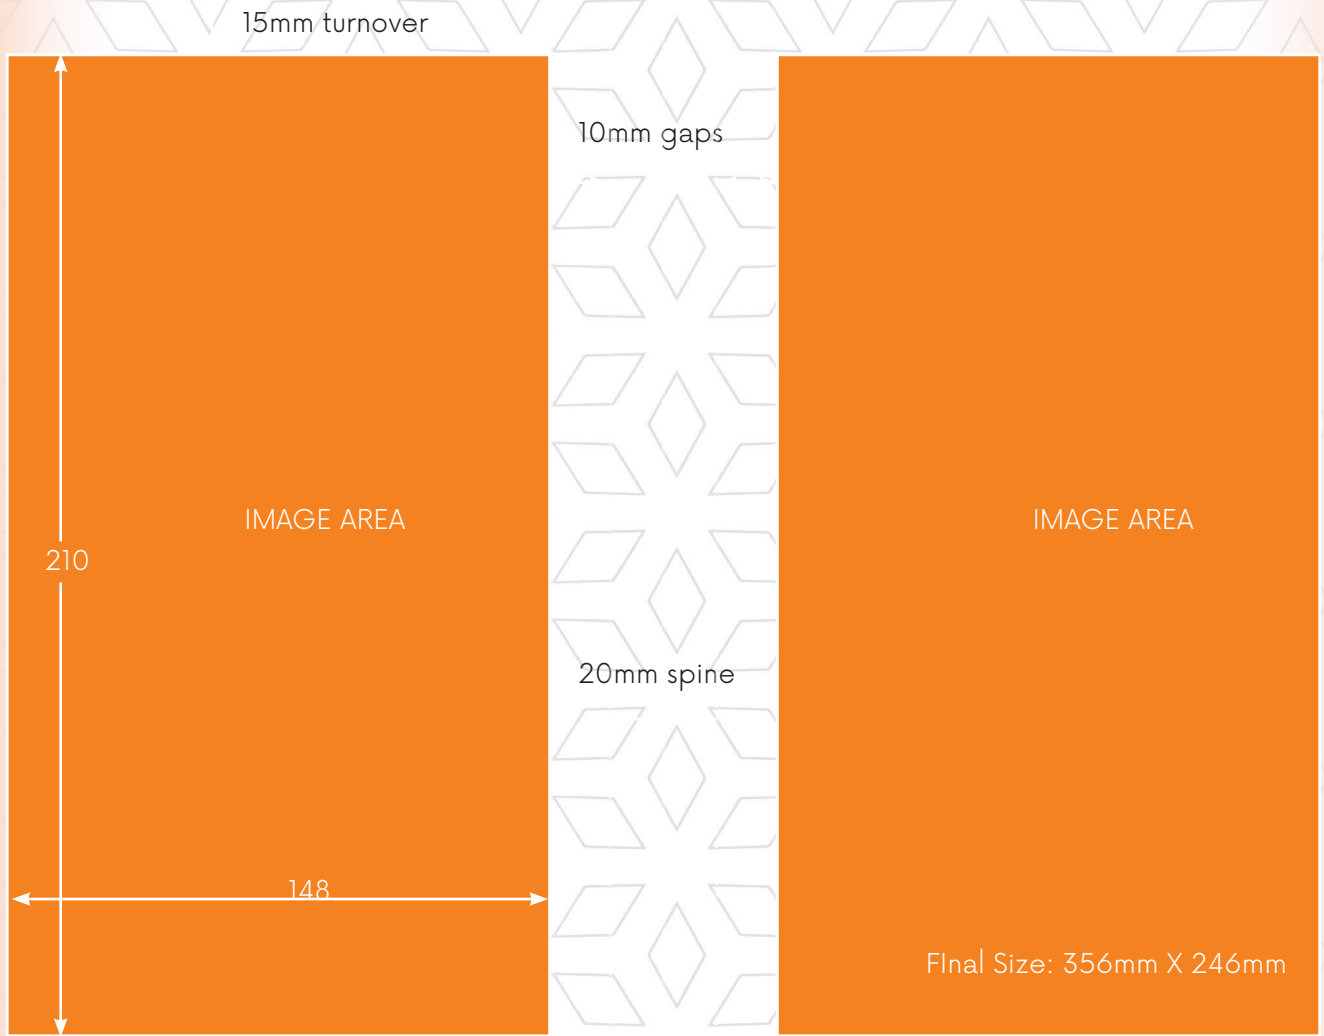 15mm turnover
10mm gaps
IMAGE AREA
IMAGE AREA
210
20mm spine
148
FInal Size: 356mm X 246mm